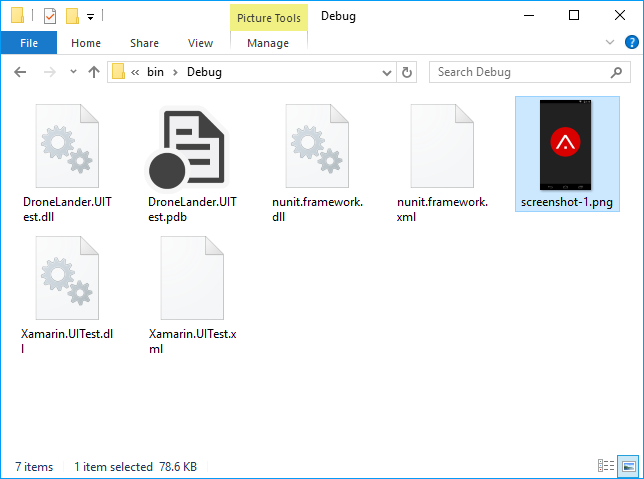 Picture Tools
Debug
File
Home
Share
View
Manage
bin
Debug
Search Debug
DroneLander.UITest.dll
DroneLander.UITest.pdb
nunit.framework.dll
nunit.framework.xml
screenshot-1.png
Xamarin.UITest.dll
Xamarin.UITest.xml
7 items
1 item selected
78.6 KB